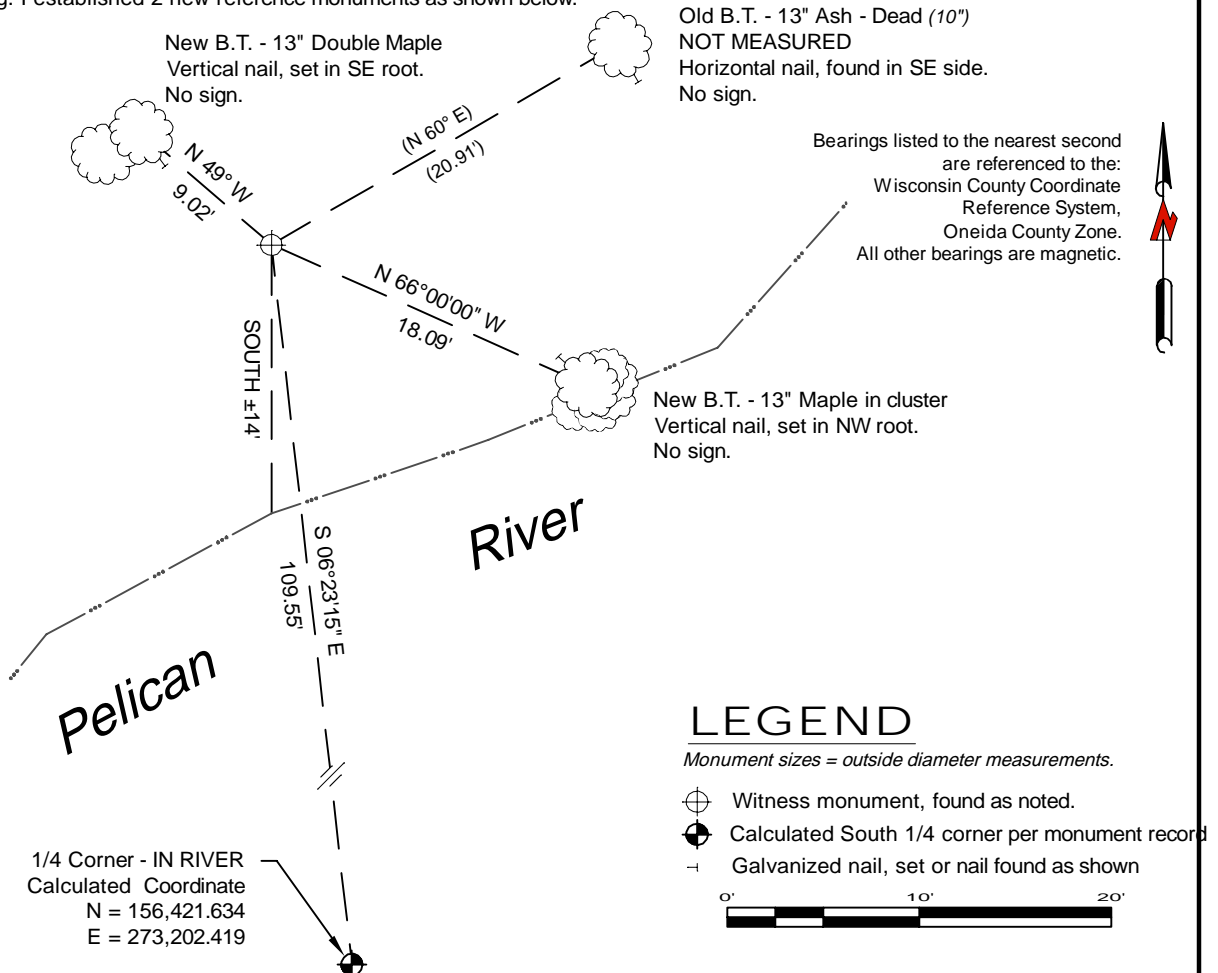 g. I established 2 new reference monuments as shown below.
New B.T. - 13" Double Maple
Vertical nail, set in SE root.
No sign.
Old B.T. - 13" Ash - Dead (10")
NOT MEASURED
Horizontal nail, found in SE side.
No sign.
(N 60° E)
(20.91')
N 49° W
9.02'
Bearings listed to the nearest second
are referenced to the:
Wisconsin County Coordinate
Reference System,
Oneida County Zone.
All other bearings are magnetic.
N 66°00'00" W
18.09'
SOUTH ±14'
New B.T. - 13" Maple in cluster
Vertical nail, set in NW root.
No sign.
Pelican River
S 06°23'15" E
109.55'
1/4 Corner - IN RIVER
Calculated Coordinate
N = 156,421.634
E = 273,202.419
LEGEND
Monument sizes = outside diameter measurements.
Witness monument, found as noted.
Calculated South 1/4 corner per monument record
Galvanized nail, set or nail found as shown
0' 10' 20'